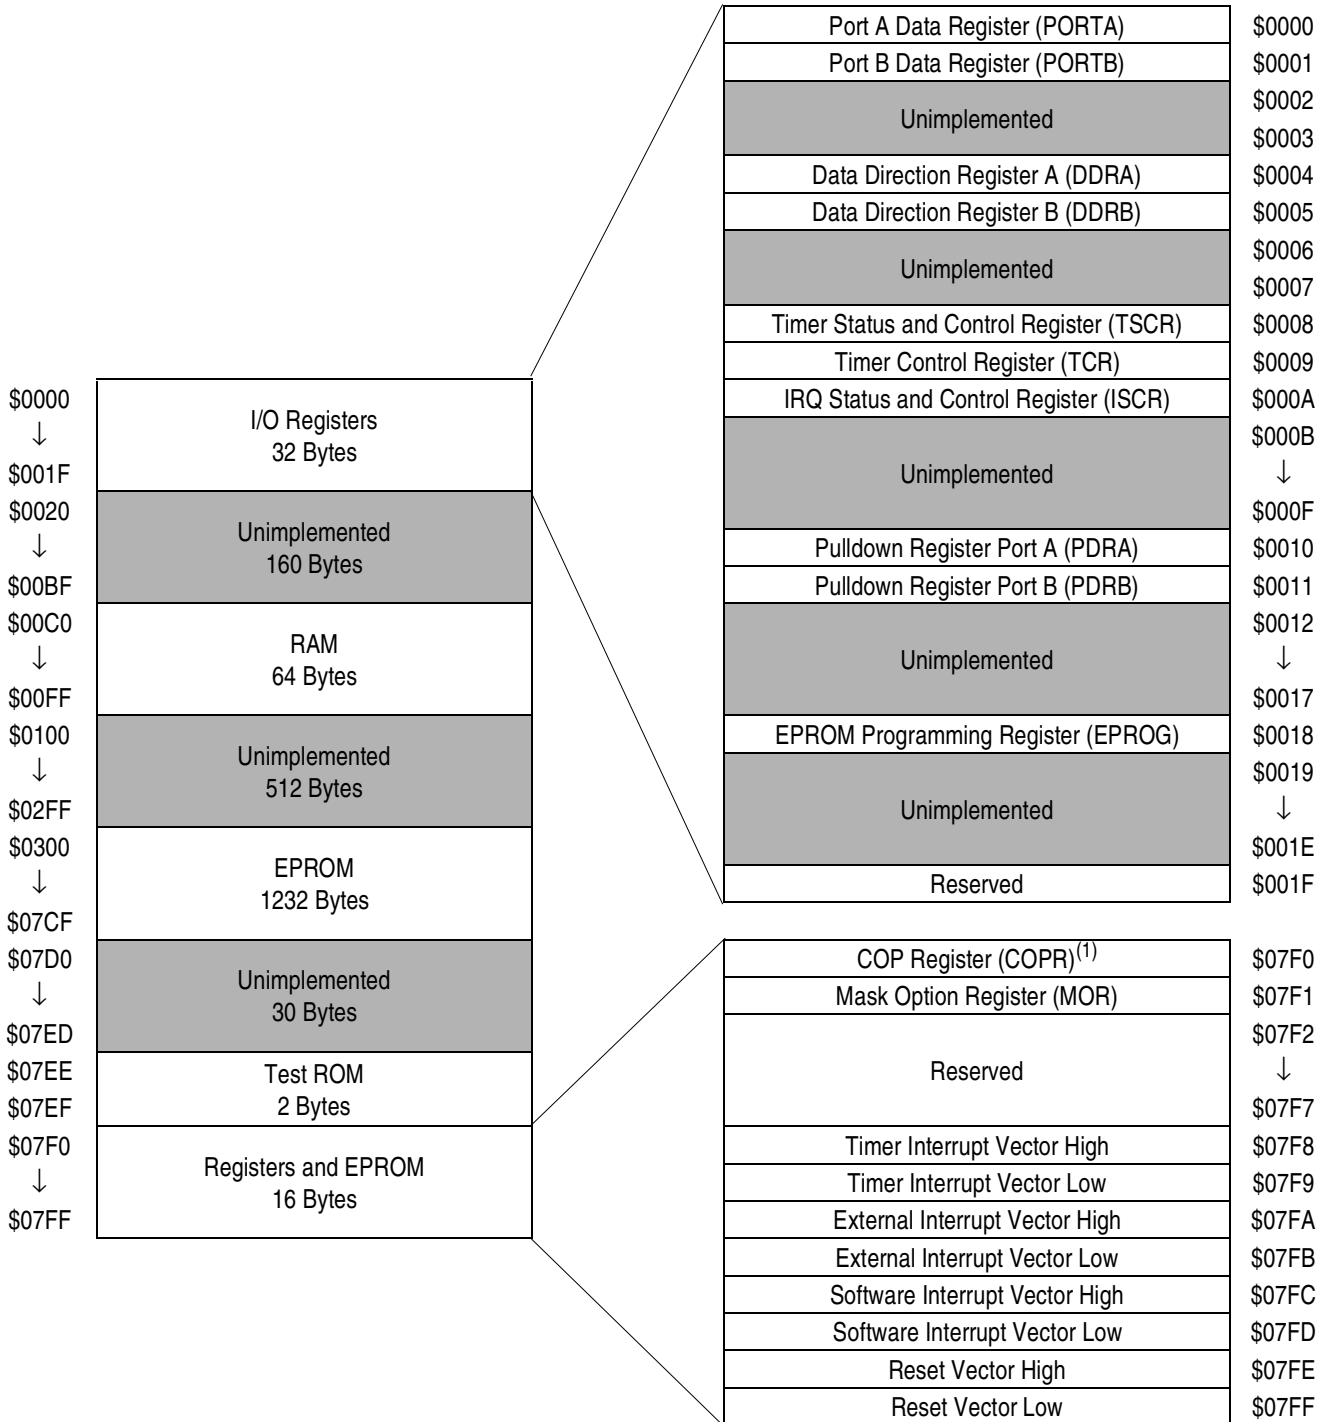 Port A Data Register (PORTA) $0000
Port B Data Register (PORTB) $0001
$0002
Unimplemented
$0003
Data Direction Register A (DDRA) $0004
Data Direction Register B (DDRB) $0005
$0006
Unimplemented
$0007
Timer Status and Control Register (TSCR) $0008
Timer Control Register (TCR) $0009
IRQ Status and Control Register (ISCR) $000A
$000B
Unimplemented ↓
$000F
Pulldown Register Port A (PDRA) $0010
Pulldown Register Port B (PDRB) $0011
$0012
Unimplemented ↓
$0017
EPROM Programming Register (EPROG) $0018
$0019
Unimplemented ↓
$001E
Reserved $001F
$0000
I/O Registers
↓
32 Bytes
$001F
$0020
Unimplemented
↓
160 Bytes
$00BF
$00C0
RAM
↓
64 Bytes
$00FF
$0100
Unimplemented
↓
512 Bytes
$02FF
$0300
EPROM
↓
1232 Bytes
$07CF
$07D0
Unimplemented
↓
30 Bytes
$07ED
$07EE Test ROM
$07EF 2 Bytes
$07F0
Registers and EPROM
↓
16 Bytes
$07FF
COP Register (COPR)(1) $07F0
Mask Option Register (MOR) $07F1
$07F2
Reserved ↓
$07F7
Timer Interrupt Vector High $07F8
Timer Interrupt Vector Low $07F9
External Interrupt Vector High $07FA
External Interrupt Vector Low $07FB
Software Interrupt Vector High $07FC
Software Interrupt Vector Low $07FD
Reset Vector High $07FE
Reset Vector Low $07FF